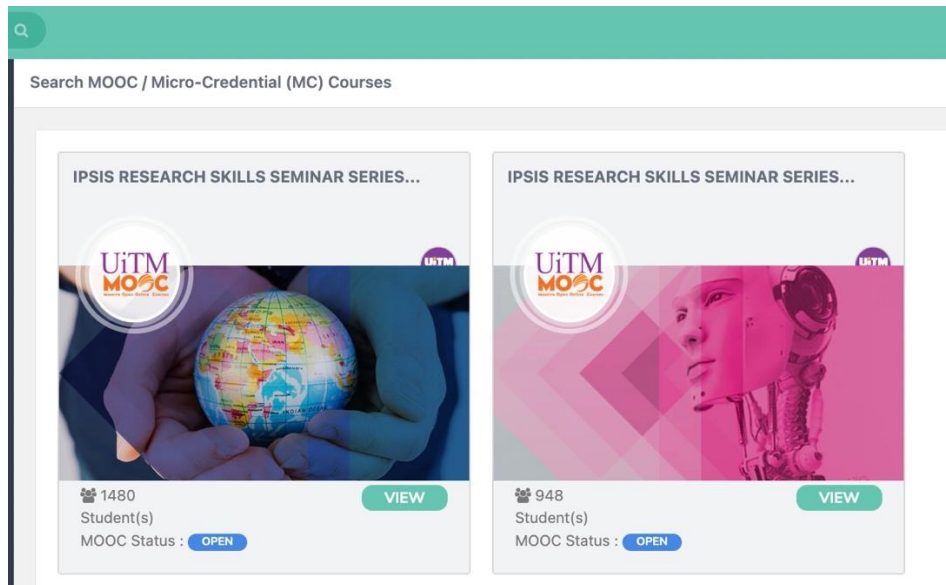 Search MOOC / Micro-Credential (MC) Courses
IPSIS RESEARCH SKILLS SEMINAR SERIES...
UiTM
MOOC
UiTM
1480
VIEW
Student(s)
MOOC Status : OPEN
IPSIS RESEARCH SKILLS SEMINAR SERIES...
UiTM
MOOC
UiTM
948
VIEW
Student(s)
MOOC Status : OPEN